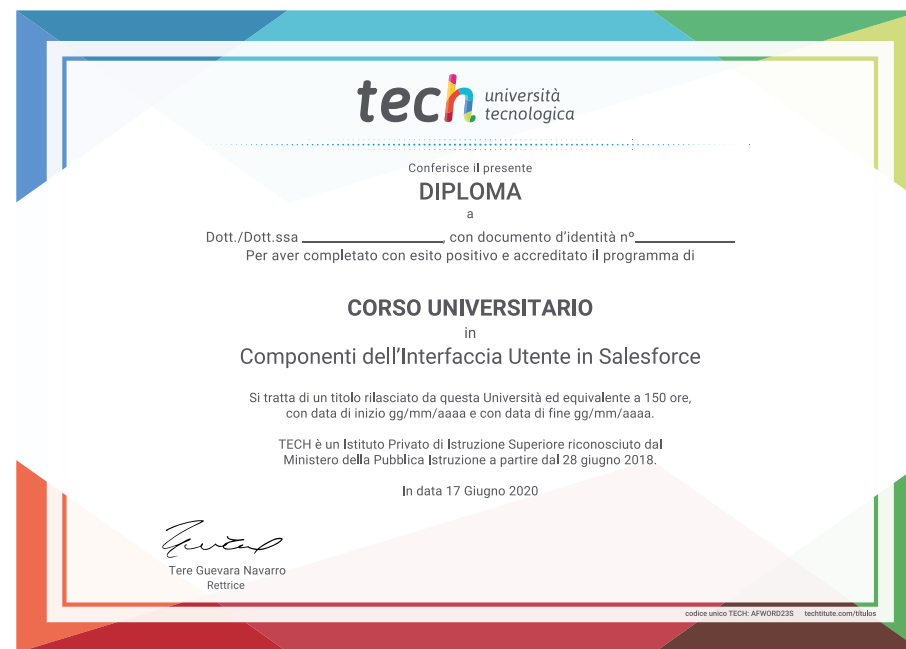 tech università
tecnologica
Conferisce il presente
DIPLOMA
a
Dott./Dott.ssa ____________, con documento d'identità nº____________
Per aver completato con esito positivo e accreditato il programma di
CORSO UNIVERSITARIO
in
Componenti dell'Interfaccia Utente in Salesforce
Si tratta di un titolo rilasciato da questa Università ed equivalente a 150 ore,
con data di inizio gg/mm/aaaa e con data di fine gg/mm/aaaa.
TECH è un Istituto Privato di Istruzione Superiore riconosciuto dal
Ministero della Pubblica Istruzione a partire dal 28 giugno 2018.
In data 17 Giugno 2020
Tere Guevara Navarro
Rettrice
codice unico TECH: AFWORD23S techtitute.com/titulos